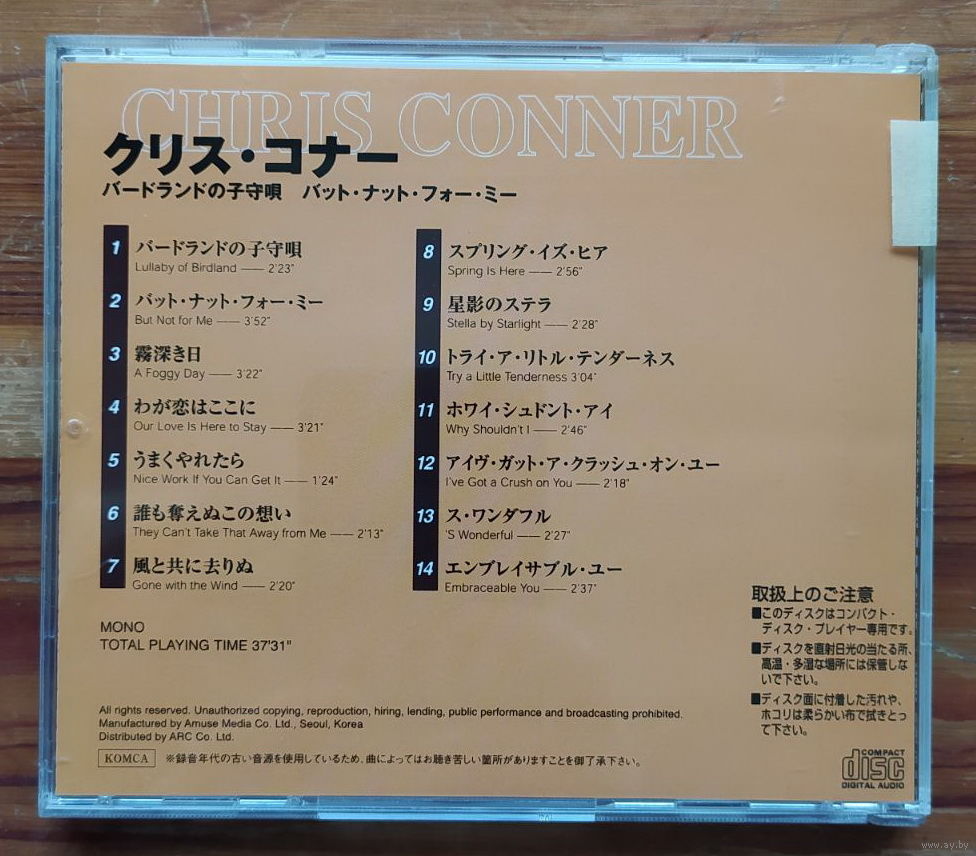 CHRIS CONNER
クリス・コナー
バードランドの子守唄　バット・ナット・フォー・ミー
1 バードランドの子守唄
Lullaby of Birdland —— 2'23"
2 バット・ナット・フォー・ミー
But Not for Me —— 3'52"
3 霧深き日
A Foggy Day —— 3'22"
4 わが恋はここに
Our Love Is Here to Stay —— 3'21"
5 うまくやれたら
Nice Work If You Can Get It —— 1'24"
6 誰も奪えぬこの想い
They Can't Take That Away from Me —— 2'13"
7 風と共に去りぬ
Gone with the Wind —— 2'20"
8 スプリング・イズ・ヒア
Spring Is Here —— 2'56"
9 星影のステラ
Stella by Starlight —— 2'28"
10 トライ・ア・リトル・テンダーネス
Try a Little Tenderness 3'04"
11 ホワイ・シュドント・アイ
Why Shouldn't I —— 2'46"
12 アイヴ・ガット・ア・クラッシュ・オン・ユー
I've Got a Crush on You —— 2'18"
13 ス・ワンダフル
'S Wonderful —— 2'27"
14 エンブレイサブル・ユー
Embraceable You —— 2'37"
MONO
TOTAL PLAYING TIME 37'31"
All rights reserved. Unauthorized copying, reproduction, hiring, lending, public performance and broadcasting prohibited.
Manufactured by Amuse Media Co. Ltd., Seoul, Korea
Distributed by ARC Co. Ltd.
KOMCA ※録音年代の古い音源を使用しているため、曲によってはお聴き苦しい箇所がありますことを御了承下さい。
取扱上のご注意
■このディスクはコンパクト・
ディスク・プレイヤー専用です。
■ディスクを直射日光の当たる所、
高温・多湿な場所には保管しな
いで下さい。
■ディスク面に付着した汚れや、
ホコリは柔らかい布で拭きとっ
て下さい。
COMPACT
disc
DIGITAL AUDIO
www.ay.by